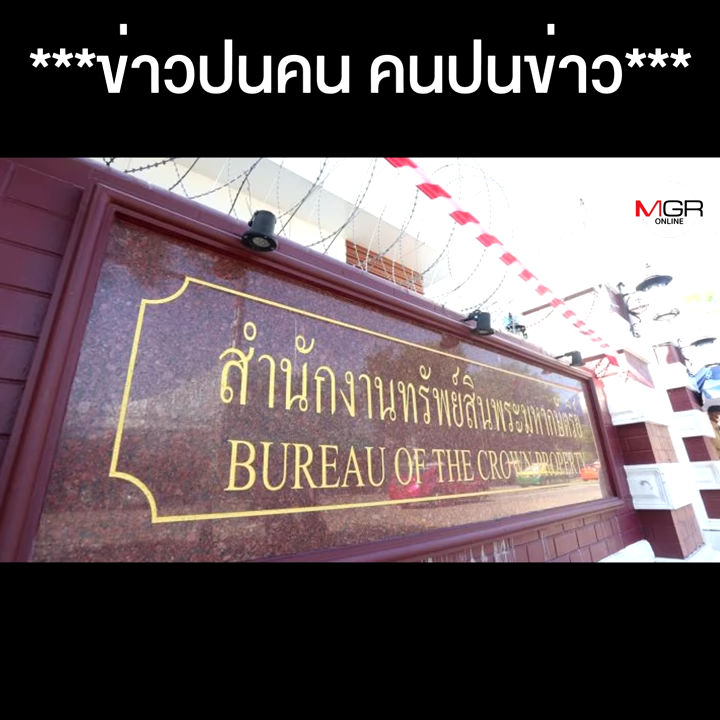 ***ข่าวปนคน คนปนข่าว***
MGR
ONLINE
สำนักงานทรัพย์สินพระมหากษัตริย์
BUREAU OF THE CROWN PROPERTY